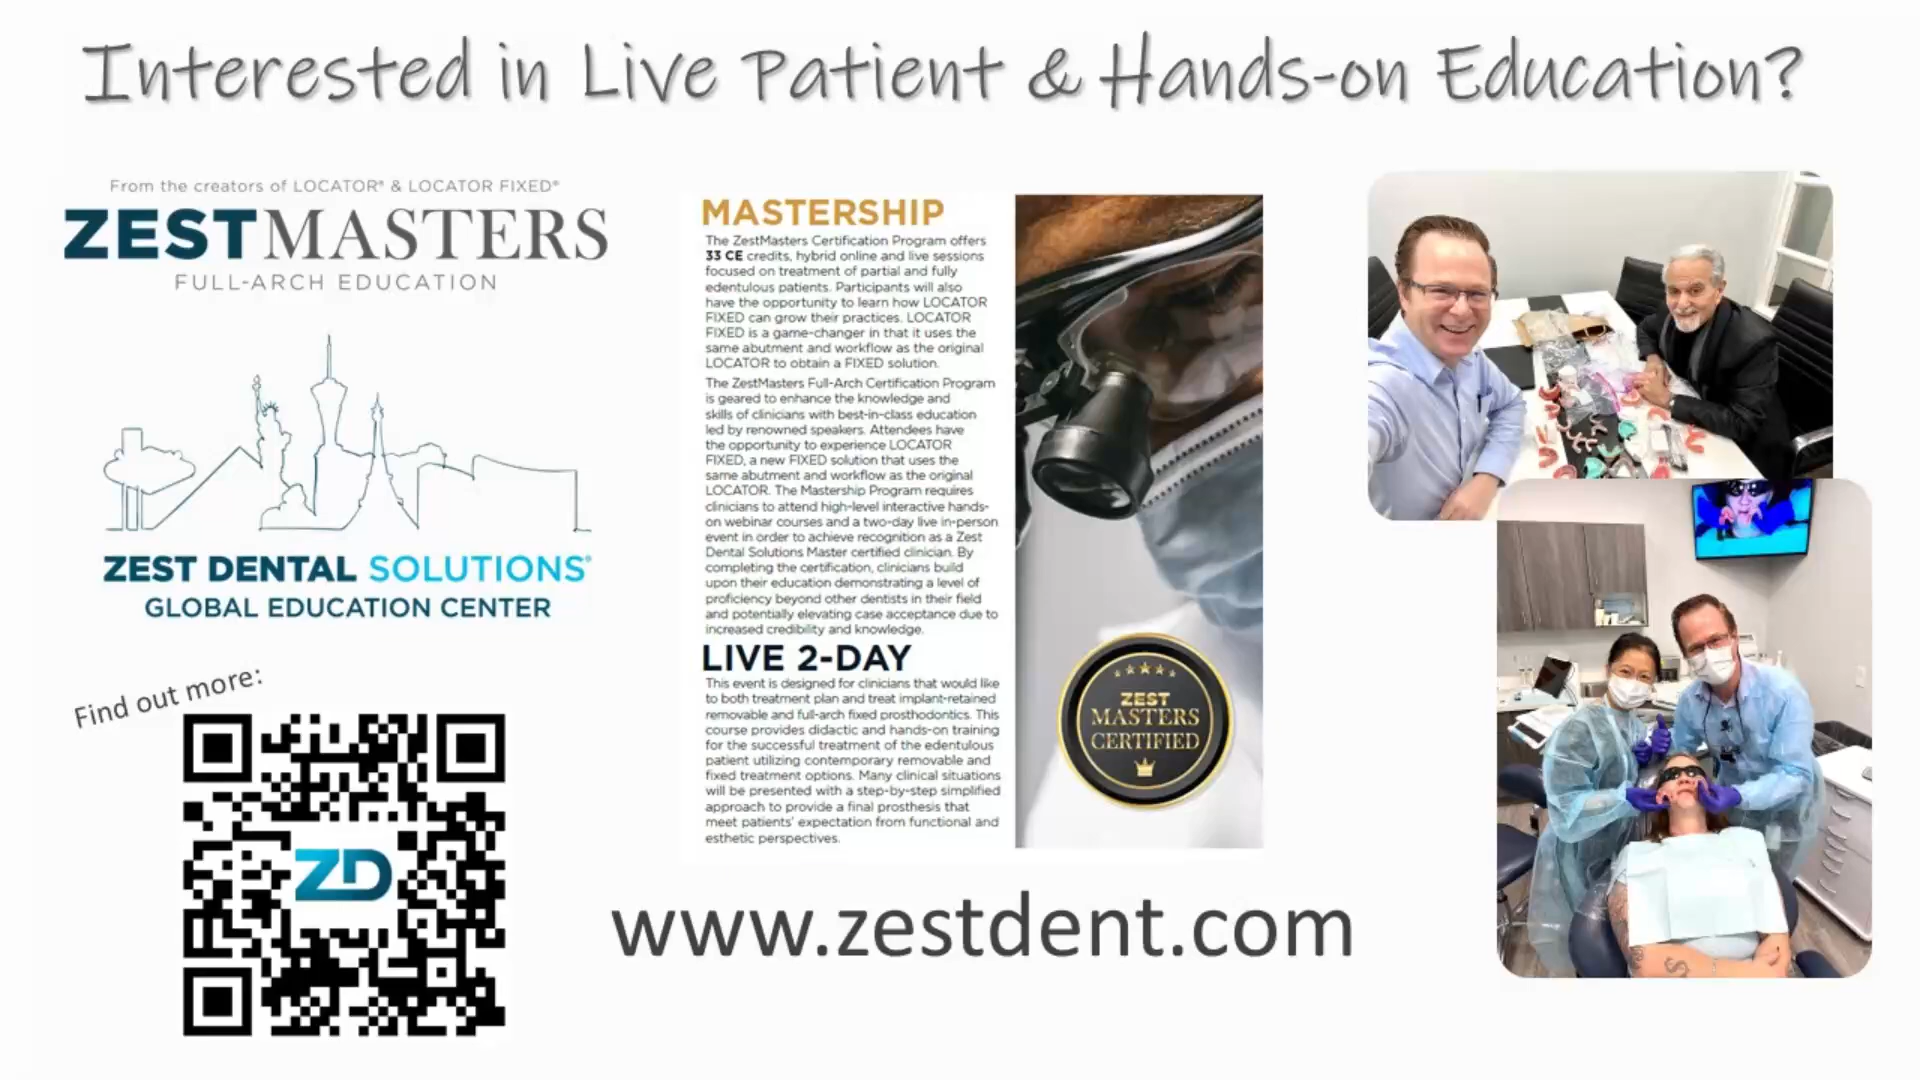 Interested in Live Patient & Hands-on Education?
From the creators of LOCATOR® & LOCATOR FIXED®
ZESTMASTERS
FULL-ARCH EDUCATION
ZEST DENTAL SOLUTIONS®
GLOBAL EDUCATION CENTER
Find out more:
ZD
MASTERSHIP
The ZestMasters Certification Program offers
33 CE credits, hybrid online and live sessions
focused on treatment of partial and fully
edentulous patients. Participants will also
have the opportunity to learn how LOCATOR
FIXED can grow their practices. LOCATOR
FIXED is a game-changer in that it uses the
same abutment and workflow as the original
LOCATOR to obtain a FIXED solution.
The ZestMasters Full-Arch Certification Program
is geared to enhance the knowledge and
skills of clinicians with best-in-class education
led by renowned speakers. Attendees have
the opportunity to experience LOCATOR
FIXED, a new FIXED solution that uses the
same abutment and workflow as the original
LOCATOR. The Mastership Program requires
clinicians to attend high-level interactive hands-
on webinar courses and a two-day live in-person
event in order to achieve recognition as a Zest
Dental Solutions Master certified clinician. By
completing the certification, clinicians build
upon their education demonstrating a level of
proficiency beyond other dentists in their field
and potentially elevating case acceptance due to
increased credibility and knowledge.
LIVE 2-DAY
This event is designed for clinicians that would like
to both treatment plan and treat implant-retained
removable and full-arch fixed prosthodontics. This
course provides didactic and hands-on training
for the successful treatment of the edentulous
patient utilizing contemporary removable and
fixed treatment options. Many clinical situations
will be presented with a step-by-step simplified
approach to provide a final prosthesis that
meet patients' expectation from functional and
esthetic perspectives.
ZEST
MASTERS
CERTIFIED
www.zestdent.com